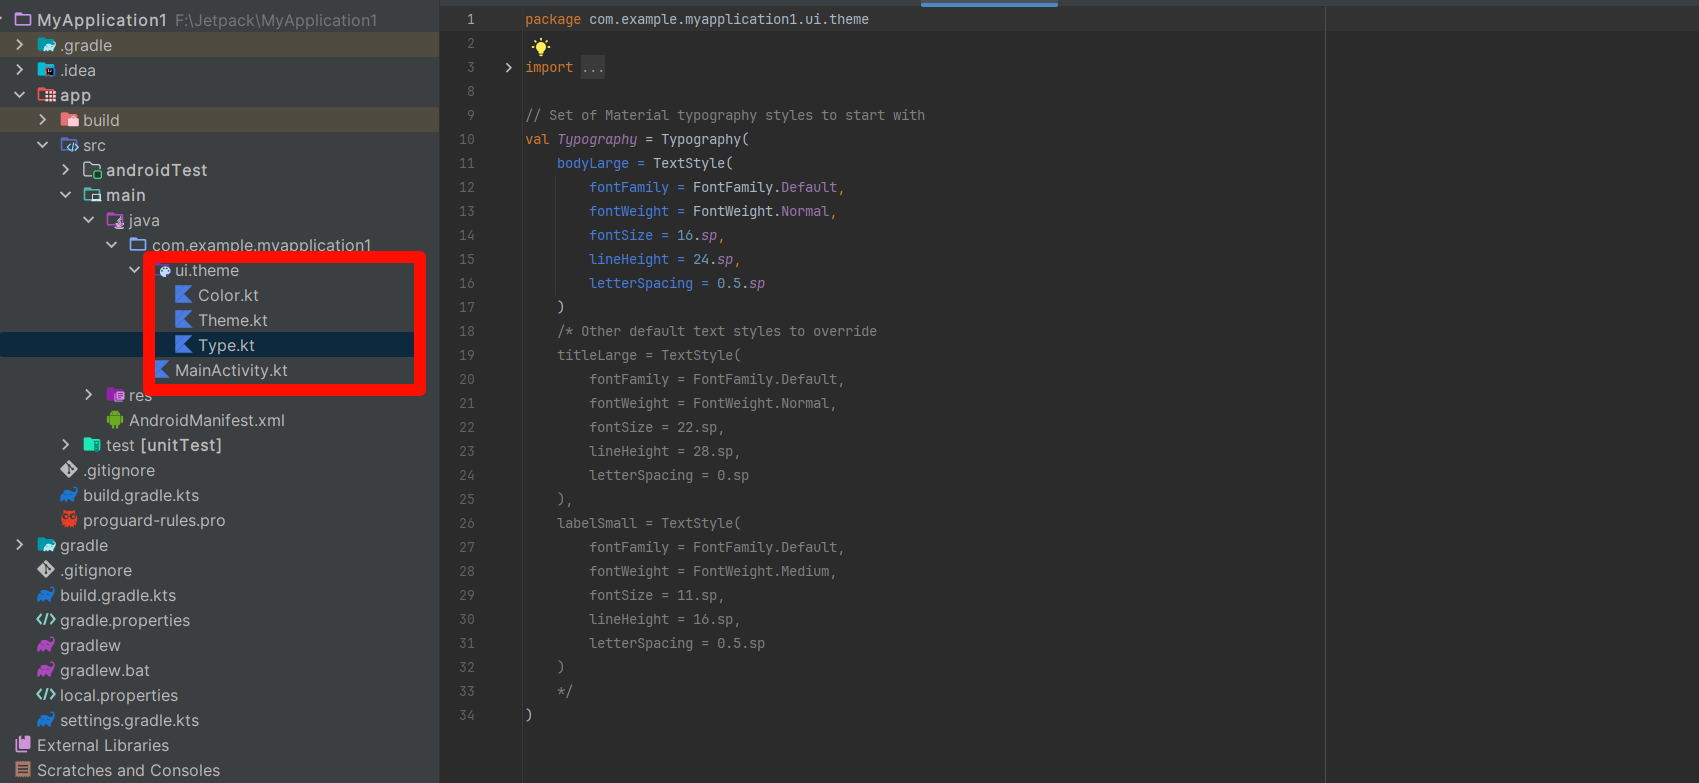 MyApplication1 F:\Jetpack\MyApplication1
.gradle
.idea
app
build
src
androidTest
main
java
com.example.myapplication1
ui.theme
Color.kt
Theme.kt
Type.kt
MainActivity.kt
res
AndroidManifest.xml
test [unitTest]
.gitignore
build.gradle.kts
proguard-rules.pro
gradle
.gitignore
build.gradle.kts
gradle.properties
gradlew
gradlew.bat
local.properties
settings.gradle.kts
External Libraries
Scratches and Consoles
1 package com.example.myapplication1.ui.theme
2
3 import ...
8
9 // Set of Material typography styles to start with
10 val Typography = Typography(
11 bodyLarge = TextStyle(
12 fontFamily = FontFamily.Default,
13 fontWeight = FontWeight.Normal,
14 fontSize = 16.sp,
15 lineHeight = 24.sp,
16 letterSpacing = 0.5.sp
17 )
18 /* Other default text styles to override
19 titleLarge = TextStyle(
20 fontFamily = FontFamily.Default,
21 fontWeight = FontWeight.Normal,
22 fontSize = 22.sp,
23 lineHeight = 28.sp,
24 letterSpacing = 0.sp
25 ),
26 labelSmall = TextStyle(
27 fontFamily = FontFamily.Default,
28 fontWeight = FontWeight.Medium,
29 fontSize = 11.sp,
30 lineHeight = 16.sp,
31 letterSpacing = 0.5.sp
32 )
33 */
34 )